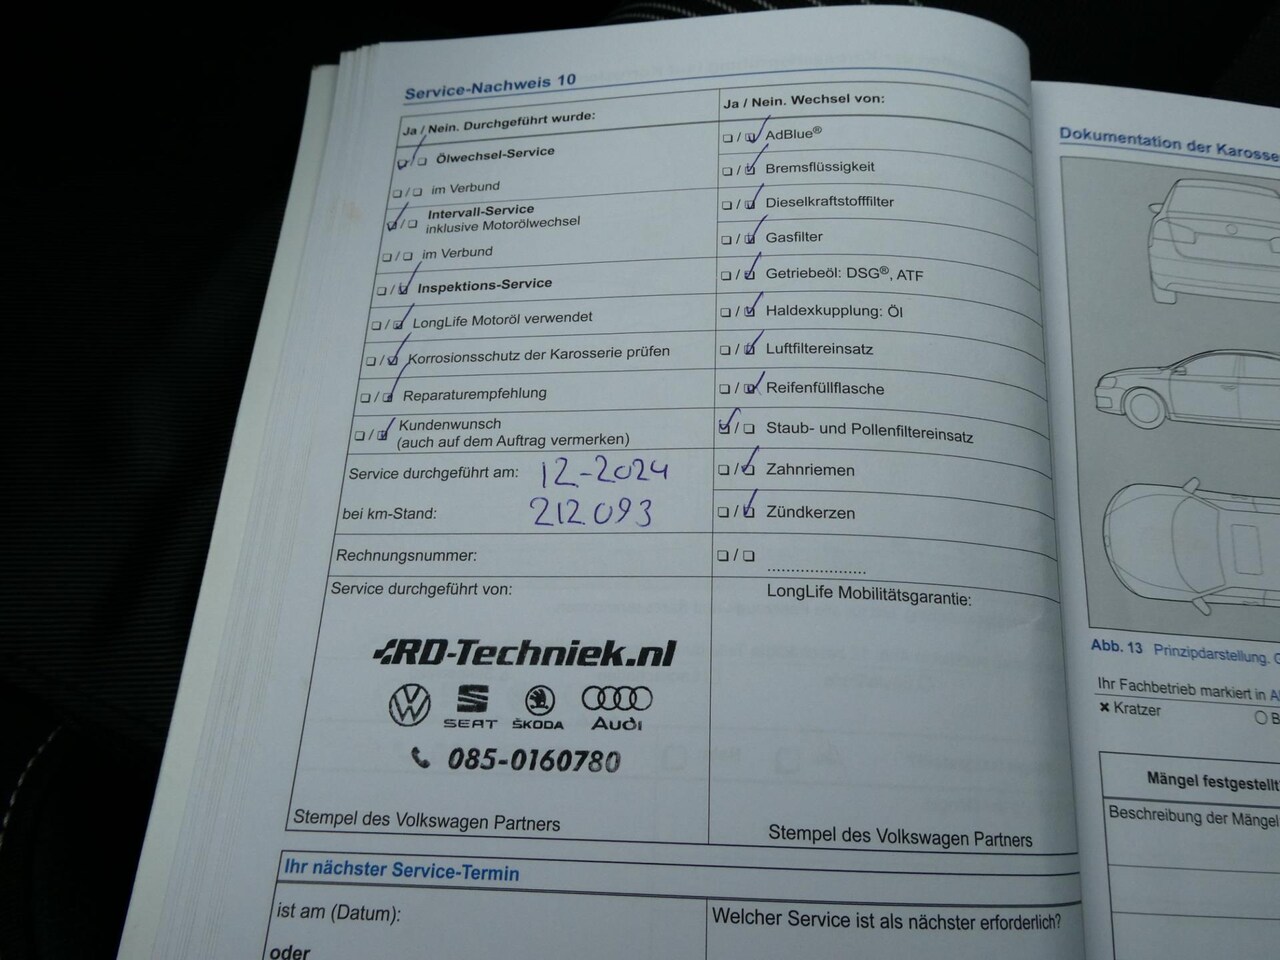 Service-Nachweis 10
Ja / Nein. Durchgeführt wurde:
Ölwechsel-Service
im Verbund
Intervall-Service
inklusive Motorölwechsel
im Verbund
Inspektions-Service
LongLife Motoröl verwendet
Korrosionsschutz der Karosserie prüfen
Reparaturempfehlung
Kundenwunsch
(auch auf dem Auftrag vermerken)
Service durchgeführt am: 12-2024
bei km-Stand: 212.093
Rechnungsnummer:
Service durchgeführt von:
RD-Techniek.nl
SEAT ŠKODA Audi
085-0160780
Stempel des Volkswagen Partners
Ja / Nein. Wechsel von:
AdBlue®
Bremsflüssigkeit
Dieselkraftstofffilter
Gasfilter
Getriebeöl: DSG®, ATF
Haldexkupplung: Öl
Luftfiltereinsatz
Reifenfüllflasche
Staub- und Pollenfiltereinsatz
Zahnriemen
Zündkerzen
....................
LongLife Mobilitätsgarantie:
Stempel des Volkswagen Partners
Ihr nächster Service-Termin
ist am (Datum):
oder
Welcher Service ist als nächster erforderlich?
Dokumentation der Karosse
Abb. 13 Prinzipdarstellung. G
Ihr Fachbetrieb markiert in A
Kratzer
B
Mängel festgestellt
Beschreibung der Mängel